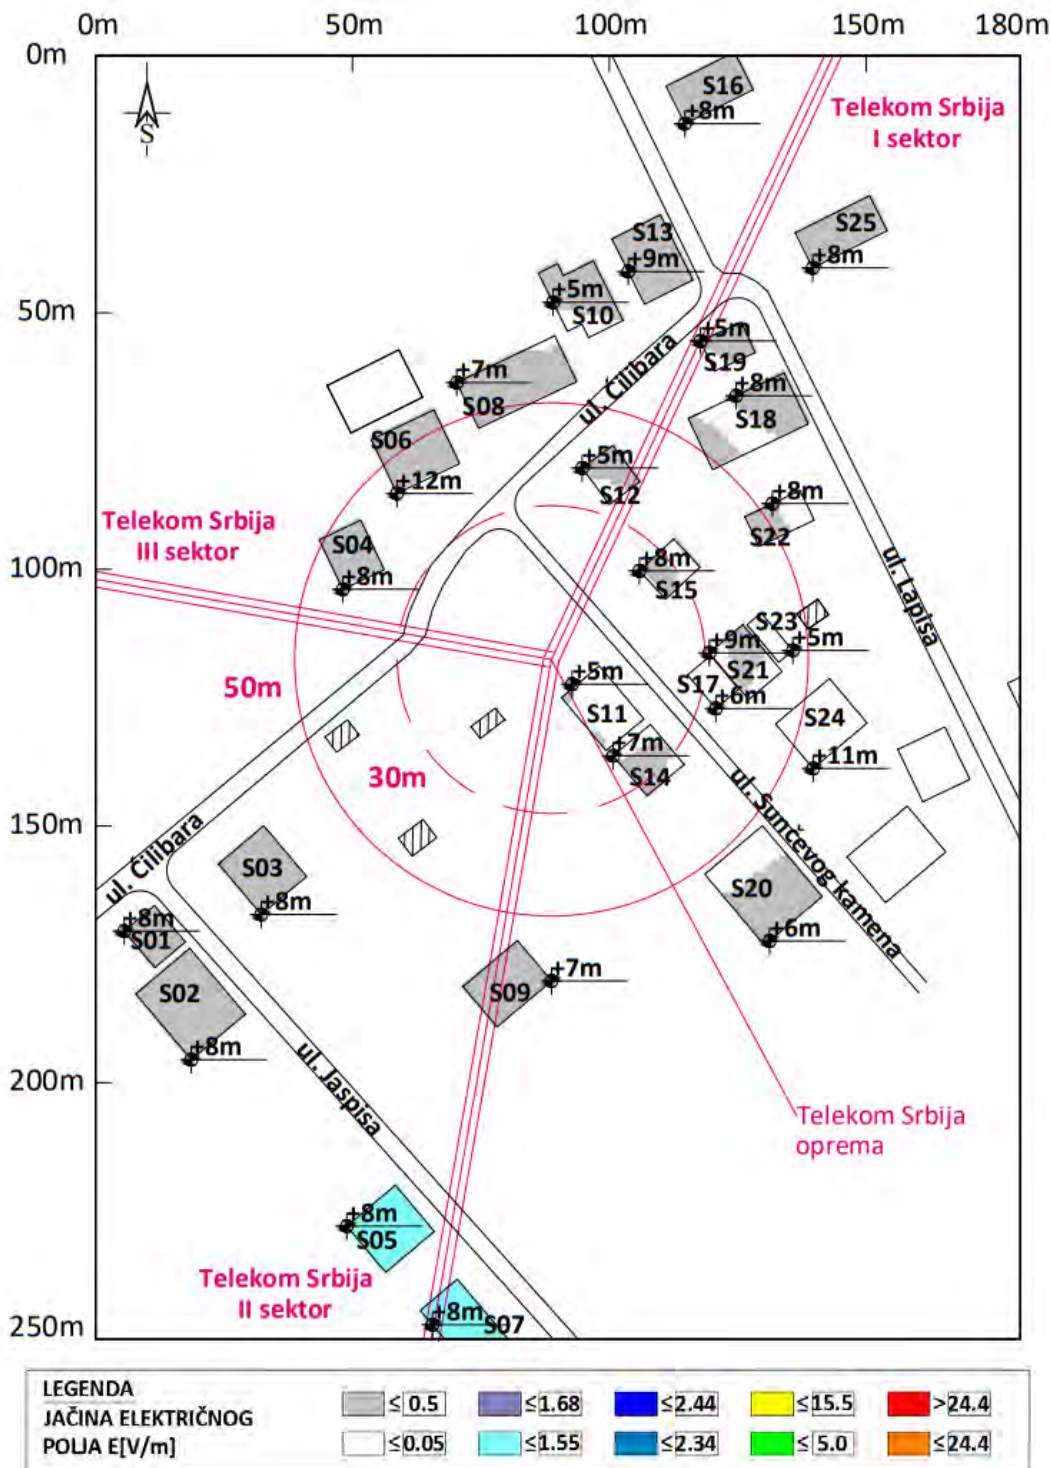 0m 50m 100m 150m 180m
0m
S
S16
+8m
Telekom Srbija
I sektor
S13
+9m
S25
+8m
+5m
S10
50m
+5m
S19
ul. Ćilibara
+7m
S08
+8m
S18
S06
+12m
+5m
S12
+8m
S22
Telekom Srbija
III sektor
S04
+8m
100m
+8m
S15
ul. Lapisa
S23
+5m
+9m
S21
S17
+6m
+5m
S11
50m
S24
+11m
+7m
S14
30m
ul. Sunčevog kamena
150m
ul. Ćilibara
S03
+8m
S20
+6m
+8m
S01
S02
+8m
+7m
S09
200m
ul. Jaspisa
Telekom Srbija
oprema
+8m
S05
Telekom Srbija
II sektor
+8m
S07
250m
LEGENDA
JAČINA ELEKTRIČNOG
POLJA E[V/m]
≤ 0.5 ≤1.68 ≤2.44 ≤15.5 >24.4
≤0.05 ≤1.55 ≤2.34 ≤ 5.0 ≤24.4